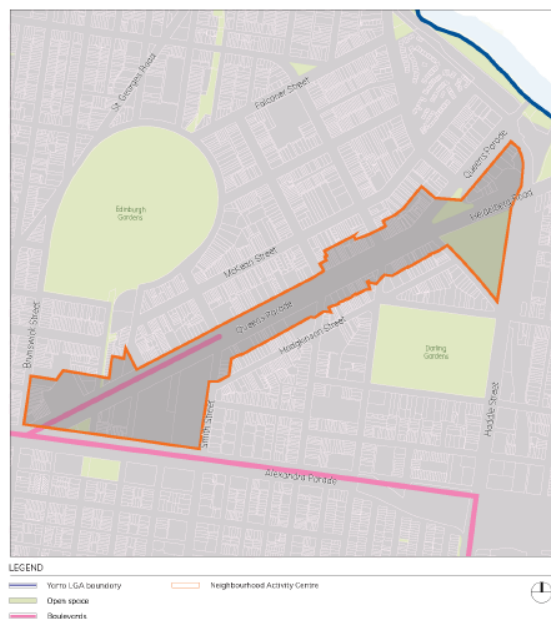 St. Georges Road
Falconer Street
Queens Parade
Edinburgh
Gardens
Heidelberg Road
McKean Street
Queens Parade
Brunswick Street
Hodgkinson Street
Darling
Gardens
Hoddle Street
Smith Street
Alexandra Parade
LEGEND
Yarra LGA boundary
Neighbourhood Activity Centre
Open space
Boulevards